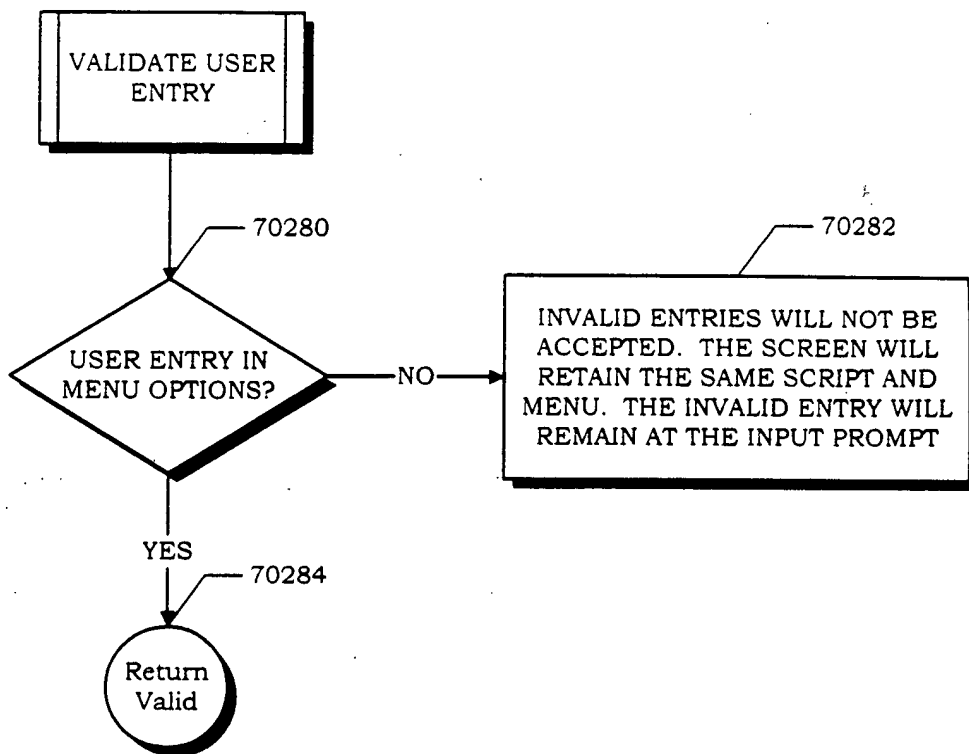 VALIDATE USER
ENTRY
70280
70282
USER ENTRY IN
MENU OPTIONS?
NO
INVALID ENTRIES WILL NOT BE
ACCEPTED. THE SCREEN WILL
RETAIN THE SAME SCRIPT AND
MENU. THE INVALID ENTRY WILL
REMAIN AT THE INPUT PROMPT
YES
70284
Return
Valid